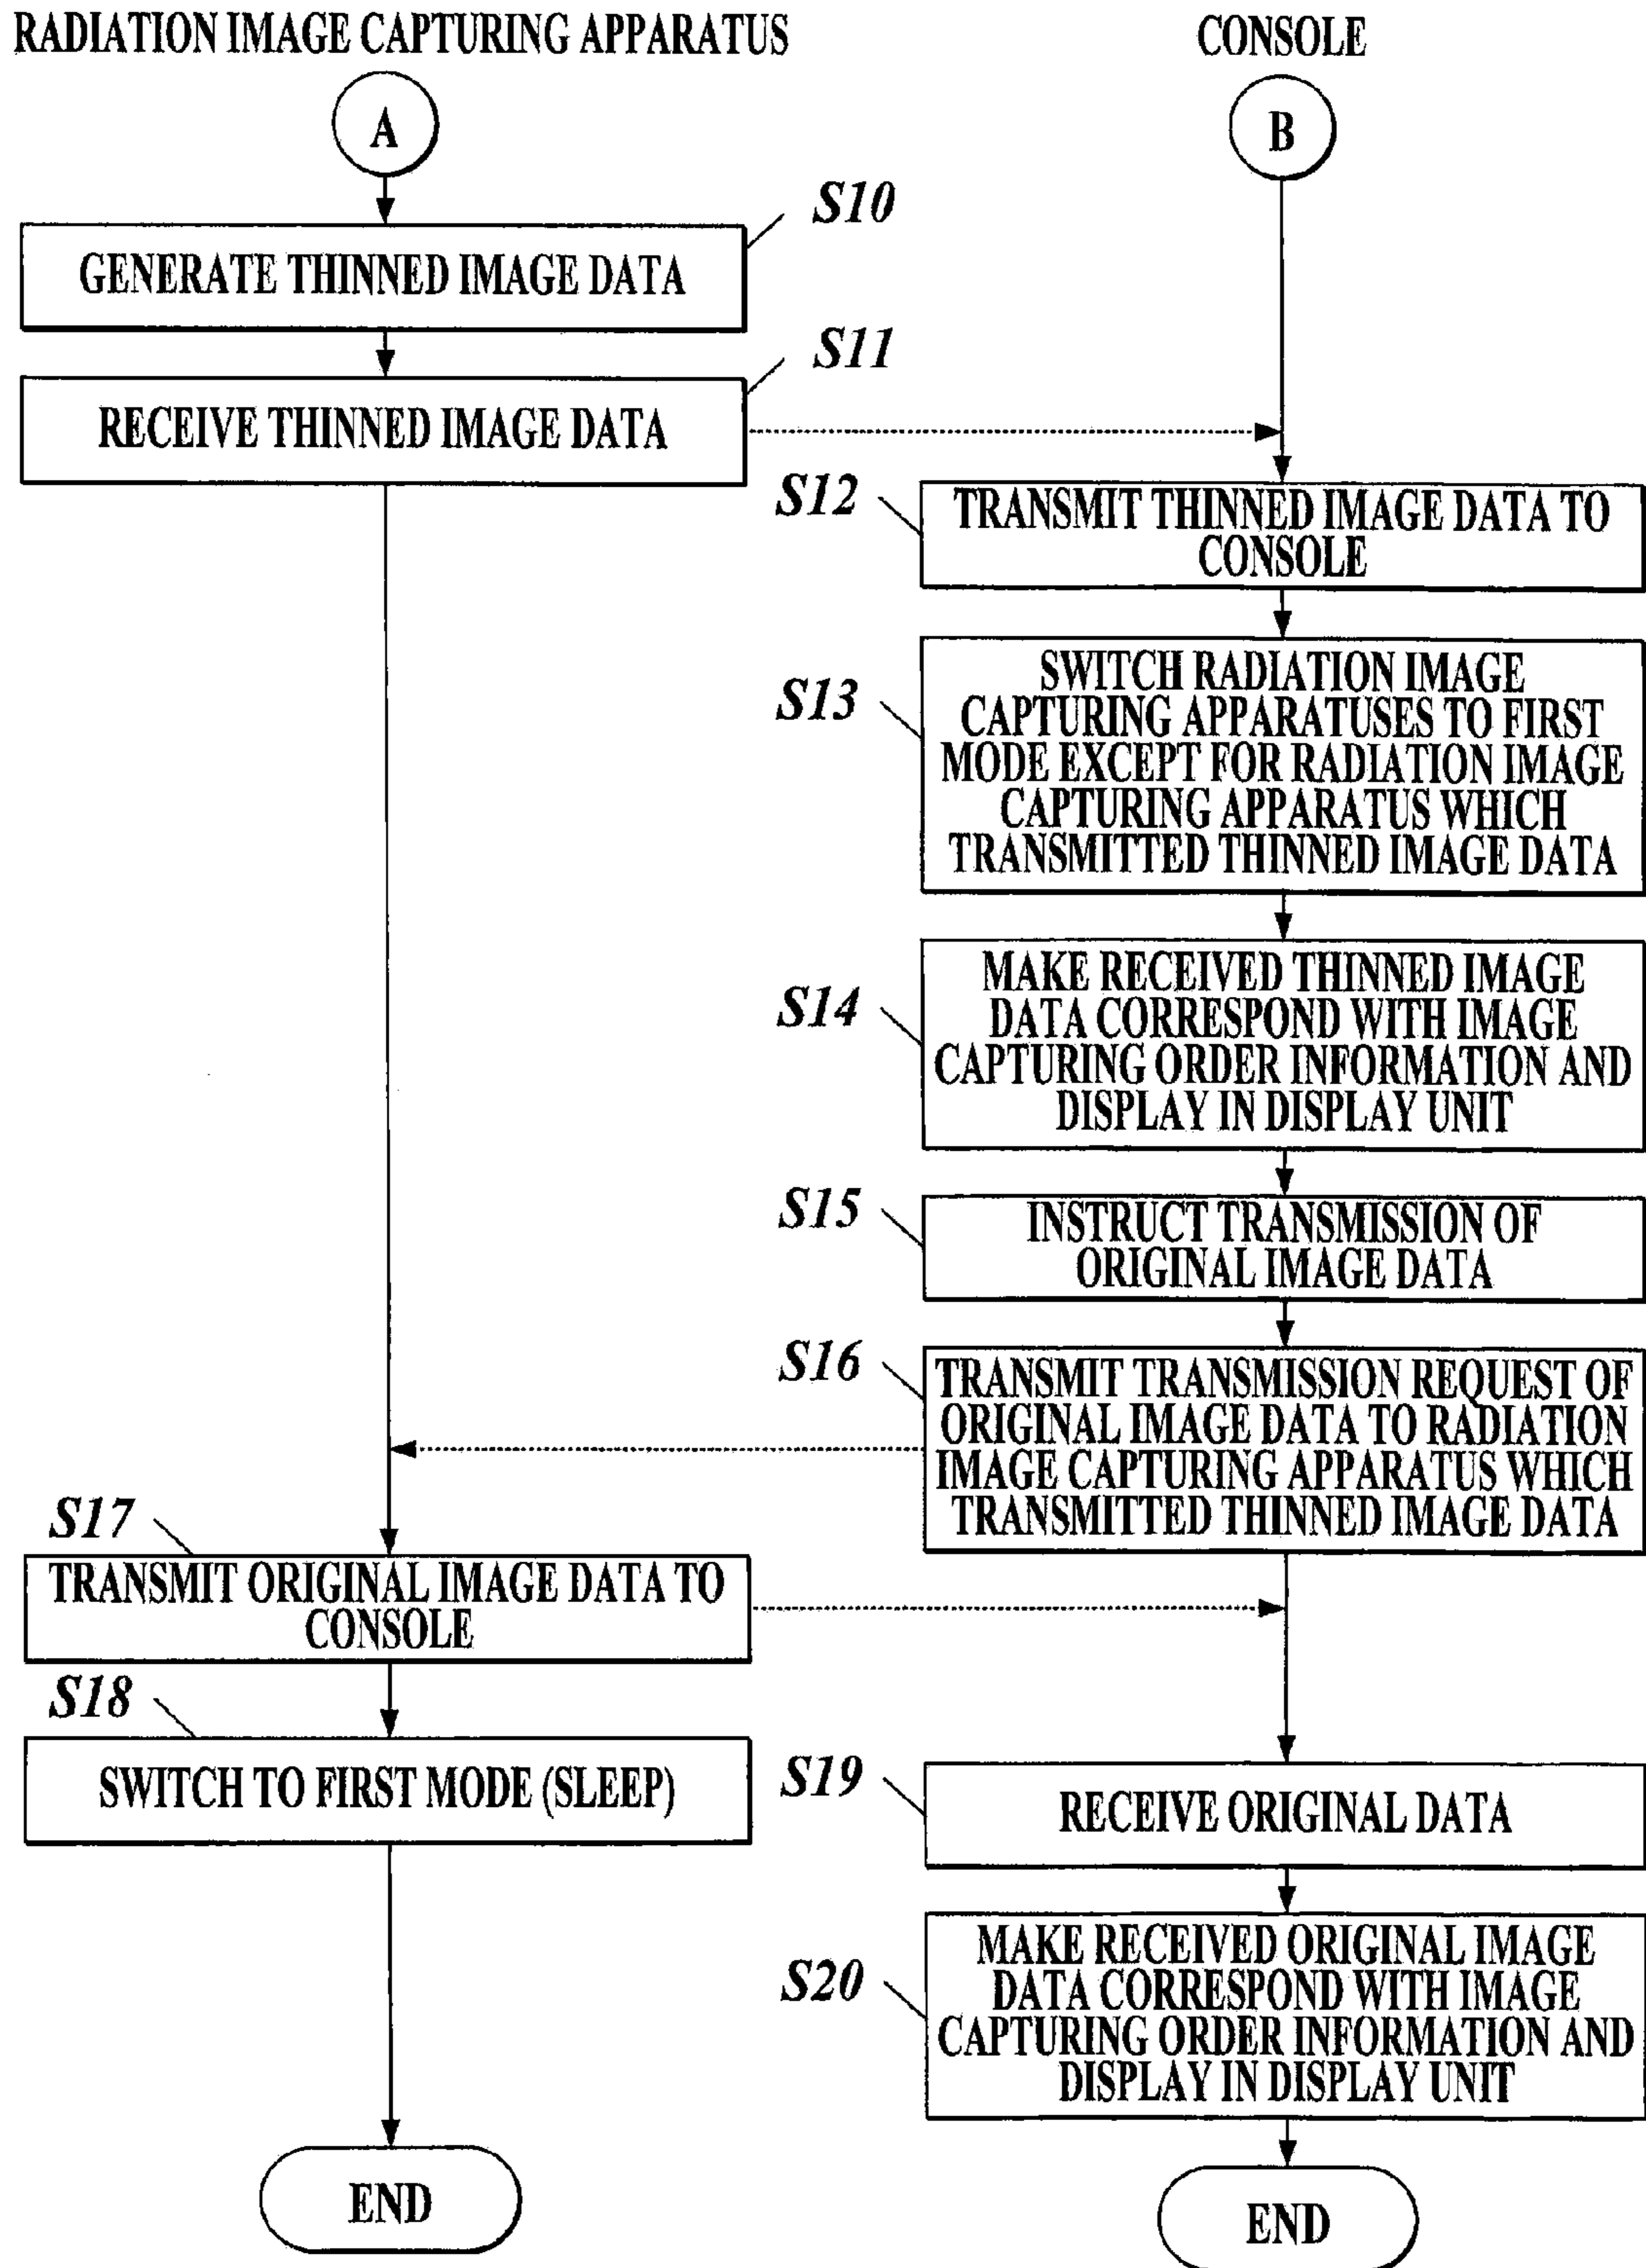 RADIATION IMAGE CAPTURING APPARATUS
CONSOLE
A
B
S10
GENERATE THINNED IMAGE DATA
S11
RECEIVE THINNED IMAGE DATA
S12
TRANSMIT THINNED IMAGE DATA TO
CONSOLE
S13
SWITCH RADIATION IMAGE
CAPTURING APPARATUSES TO FIRST
MODE EXCEPT FOR RADIATION IMAGE
CAPTURING APPARATUS WHICH
TRANSMITTED THINNED IMAGE DATA
S14
MAKE RECEIVED THINNED IMAGE
DATA CORRESPOND WITH IMAGE
CAPTURING ORDER INFORMATION AND
DISPLAY IN DISPLAY UNIT
S15
INSTRUCT TRANSMISSION OF
ORIGINAL IMAGE DATA
S16
TRANSMIT TRANSMISSION REQUEST OF
ORIGINAL IMAGE DATA TO RADIATION
IMAGE CAPTURING APPARATUS WHICH
TRANSMITTED THINNED IMAGE DATA
S17
TRANSMIT ORIGINAL IMAGE DATA TO
CONSOLE
S18
SWITCH TO FIRST MODE (SLEEP)
S19
RECEIVE ORIGINAL DATA
S20
MAKE RECEIVED ORIGINAL IMAGE
DATA CORRESPOND WITH IMAGE
CAPTURING ORDER INFORMATION AND
DISPLAY IN DISPLAY UNIT
END
END